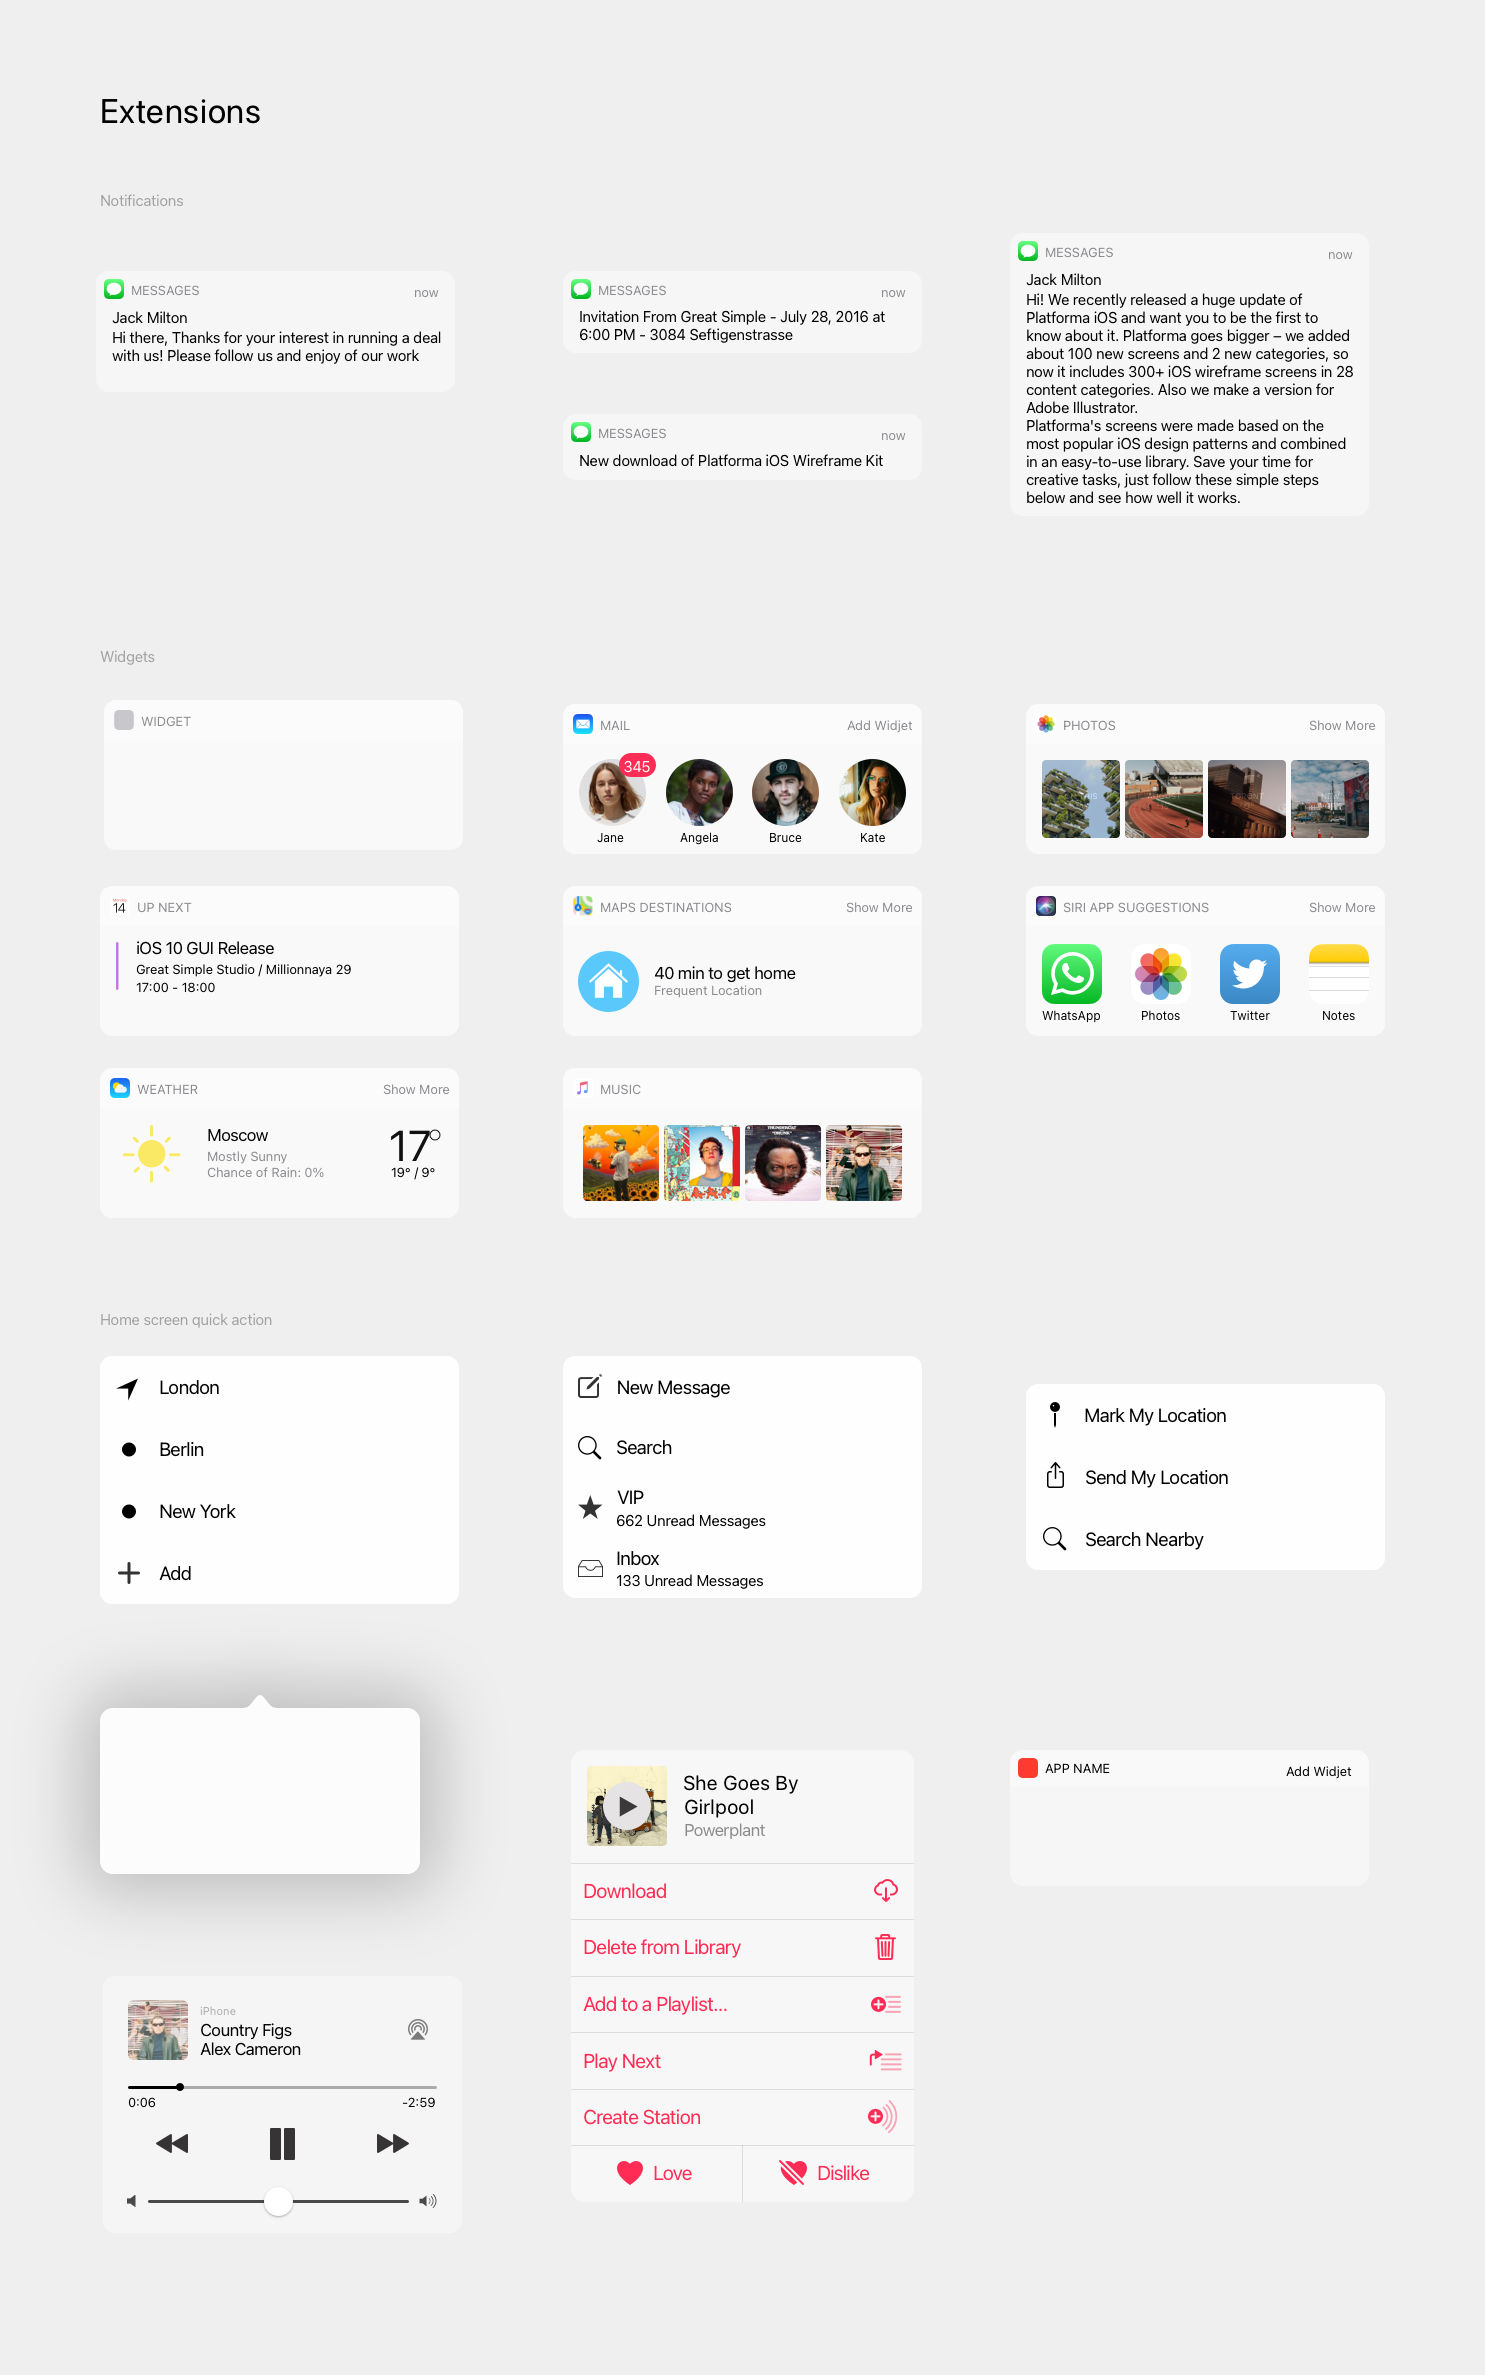 Extensions
Notifications
MESSAGES
now
Jack Milton
Hi there, Thanks for your interest in running a deal
with us! Please follow us and enjoy of our work
MESSAGES
now
Invitation From Great Simple - July 28, 2016 at
6:00 PM - 3084 Seftigenstrasse
MESSAGES
now
New download of Platforma iOS Wireframe Kit
MESSAGES
now
Jack Milton
Hi! We recently released a huge update of
Platforma iOS and want you to be the first to
know about it. Platforma goes bigger – we added
about 100 new screens and 2 new categories, so
now it includes 300+ iOS wireframe screens in 28
content categories. Also we make a version for
Adobe Illustrator.
Platforma's screens were made based on the
most popular iOS design patterns and combined
in an easy-to-use library. Save your time for
creative tasks, just follow these simple steps
below and see how well it works.
Widgets
WIDGET
MAIL
Add Widjet
345
Jane
Angela
Bruce
Kate
PHOTOS
Show More
14
UP NEXT
iOS 10 GUI Release
Great Simple Studio / Millionnaya 29
17:00 - 18:00
MAPS DESTINATIONS
Show More
40 min to get home
Frequent Location
SIRI APP SUGGESTIONS
Show More
WhatsApp
Photos
Twitter
Notes
WEATHER
Show More
Moscow
Mostly Sunny
Chance of Rain: 0%
17°
19° / 9°
MUSIC
THUNDERCAT
"DRUNK"
Home screen quick action
London
Berlin
New York
Add
New Message
Search
VIP
662 Unread Messages
Inbox
133 Unread Messages
Mark My Location
Send My Location
Search Nearby
She Goes By
Girlpool
Powerplant
Download
Delete from Library
Add to a Playlist...
Play Next
Create Station
Love
Dislike
APP NAME
Add Widjet
iPhone
Country Figs
Alex Cameron
0:06
-2:59